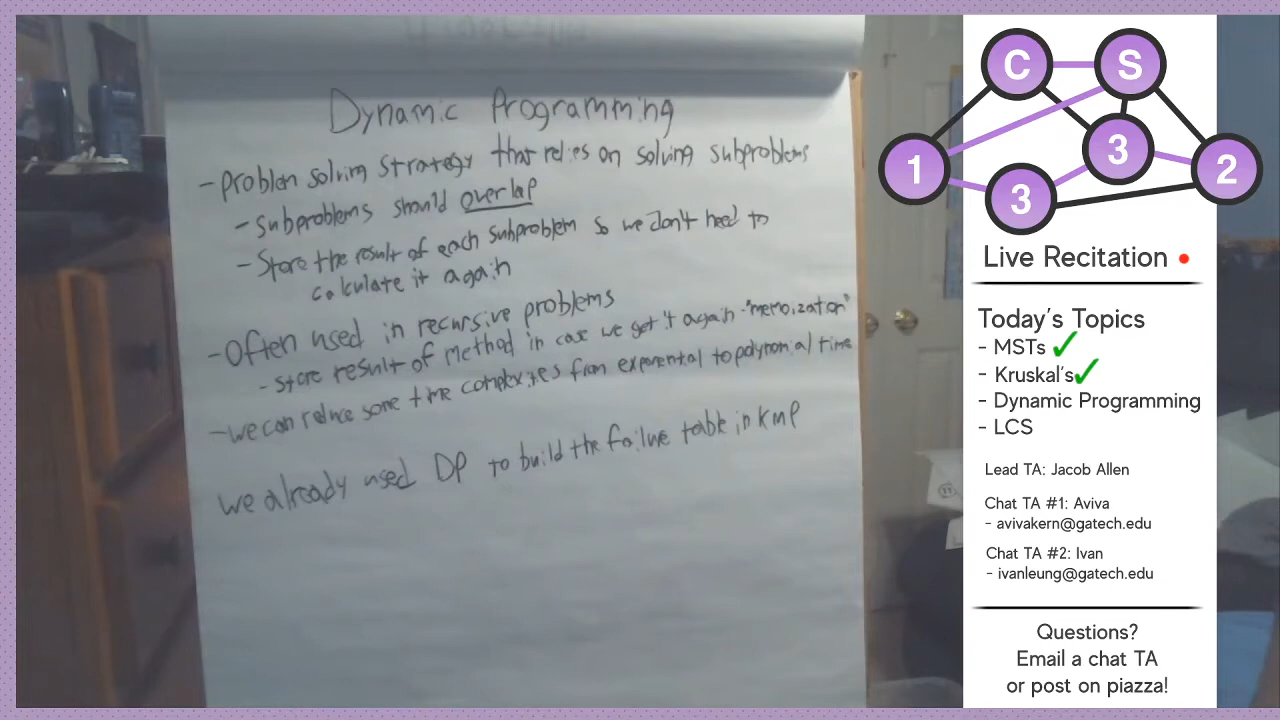 Dynamic Programming
- problem solving strategy that relies on solving subproblems
- subproblems should overlap
- Store the result of each subproblem so we don't need to
calculate it again
- Often used in recursive problems
- store result of method in case we get it again - "memoization"
- we can reduce some time complexities from exponential to polynomial time
we already used DP to build the failure table in KMP
C
S
1
3
3
2
Live Recitation
Today's Topics
- MSTs ✓
- Kruskal's ✓
- Dynamic Programming
- LCS
Lead TA: Jacob Allen
Chat TA #1: Aviva
- avivakern@gatech.edu
Chat TA #2: Ivan
- ivanleung@gatech.edu
Questions?
Email a chat TA
or post on piazza!